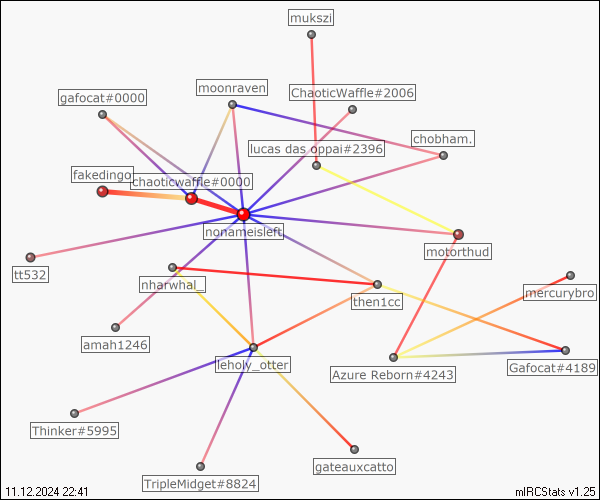 mukszi
moonraven
ChaoticWaffle#2006
gafocat#0000
chobham.
lucas das oppai#2396
fakedingo
chaoticwaffle#0000
nonameisleft
motorthud
tt532
nharwhal_
then1cc
mercurybro
amah1246
leholy_otter
Azure Reborn#4243
Gafocat#4189
Thinker#5995
gateauxcatto
TripleMidget#8824
11.12.2024 22:41
mIRCStats v1.25